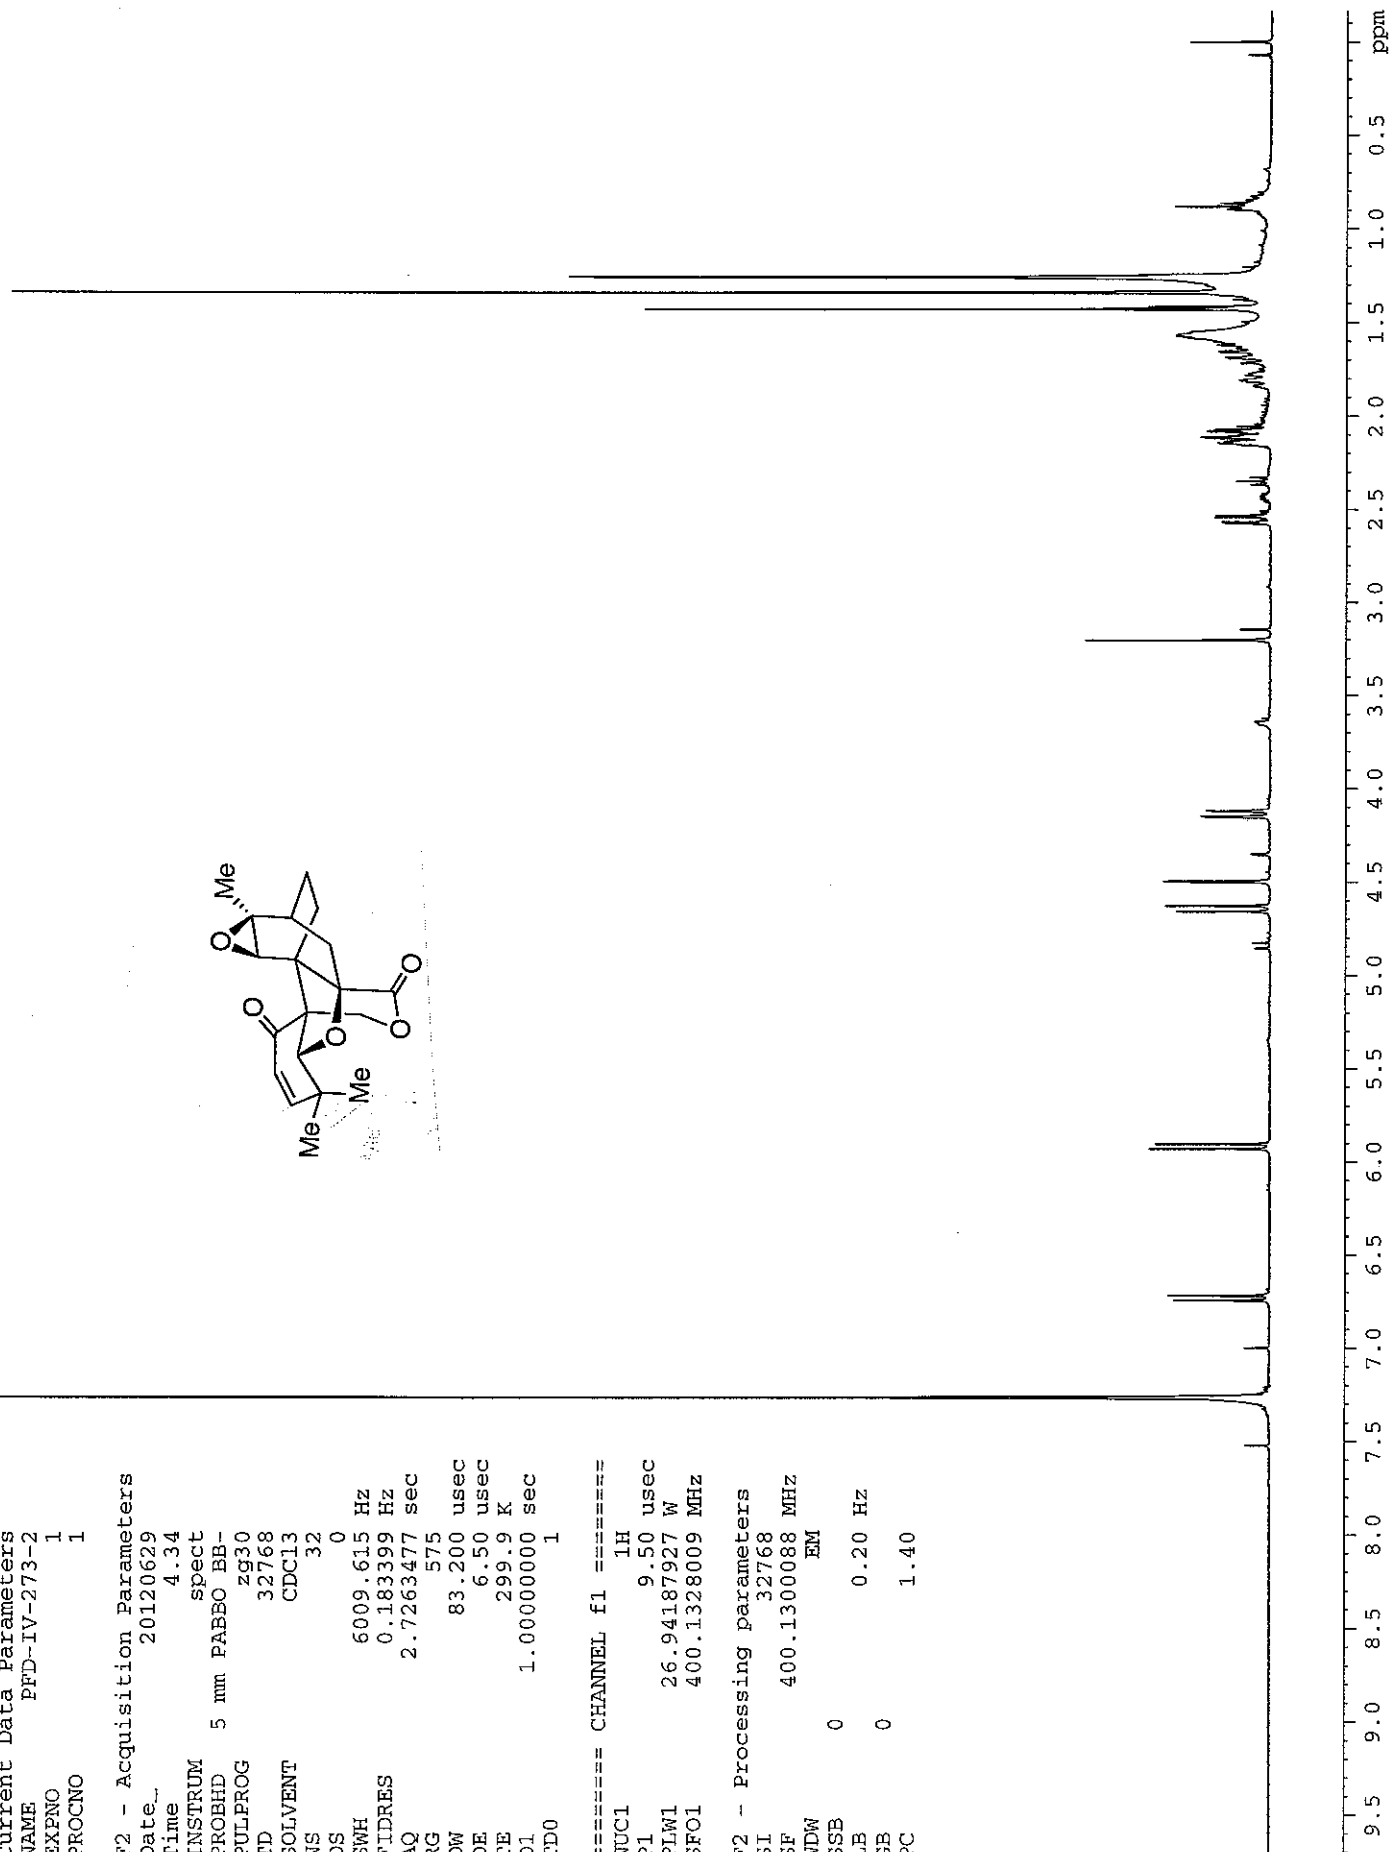 Current Data Parameters
NAME PFD-IV-273-2
EXPNO 1
PROCNO 1
F2 - Acquisition Parameters
Date_ 20120629
Time 4.34
INSTRUM spect
PROBHD 5 mm PABBO BB-
PULPROG zg30
TD 32768
SOLVENT CDCl3
NS 32
DS 0
SWH 6009.615 Hz
FIDRES 0.183399 Hz
AQ 2.7263477 sec
RG 575
DW 83.200 usec
DE 6.50 usec
TE 299.9 K
D1 1.00000000 sec
TD0 1
======== CHANNEL f1 ========
NUC1 1H
P1 9.50 usec
PLW1 26.94187927 W
SFO1 400.1328009 MHz
F2 - Processing parameters
SI 32768
SF 400.1300088 MHz
WDW EM
SSB 0
LB 0.20 Hz
GB 0
PC 1.40
O
Me
O
O
O
O
Me
Me
9.5 9.0 8.5 8.0 7.5 7.0 6.5 6.0 5.5 5.0 4.5 4.0 3.5 3.0 2.5 2.0 1.5 1.0 0.5 ppm